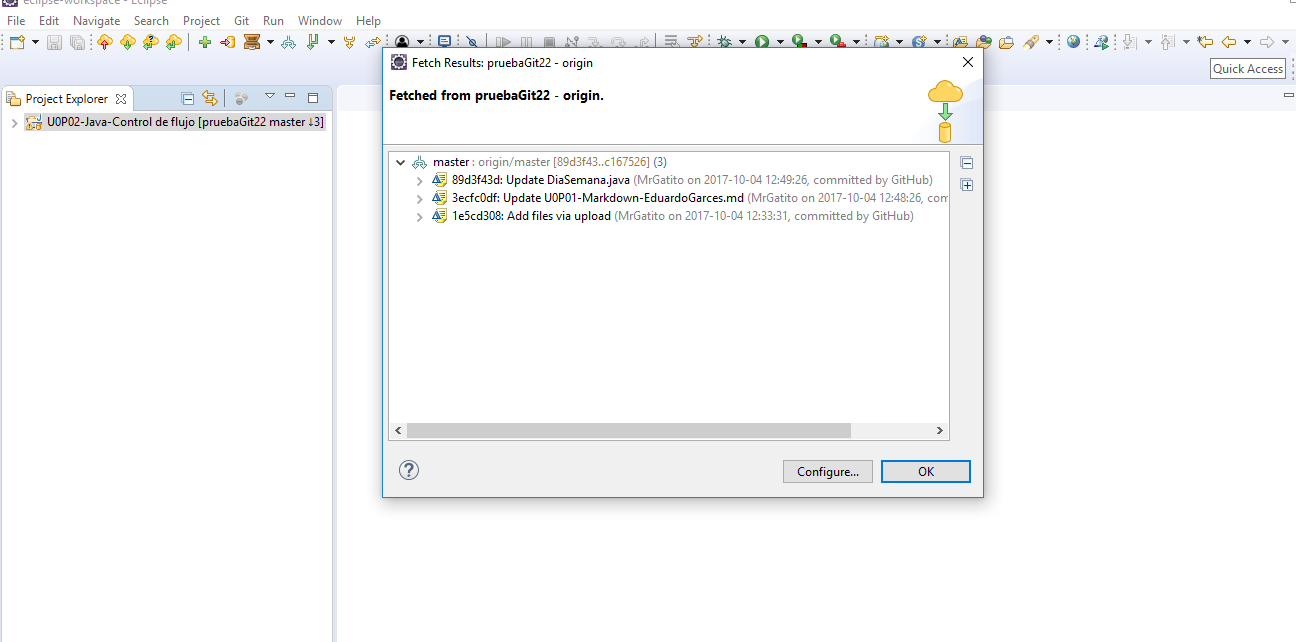 eclipse-workspace - Eclipse
File Edit Navigate Search Project Git Run Window Help
Quick Access
Project Explorer
U0P02-Java-Control de flujo [pruebaGit22 master ↓3]
Fetch Results: pruebaGit22 - origin
Fetched from pruebaGit22 - origin.
master : origin/master [89d3f43..c167526] (3)
89d3f43d: Update DiaSemana.java (MrGatito on 2017-10-04 12:49:26, committed by GitHub)
3ecfc0df: Update U0P01-Markdown-EduardoGarces.md (MrGatito on 2017-10-04 12:48:26, com
1e5cd308: Add files via upload (MrGatito on 2017-10-04 12:33:31, committed by GitHub)
?
Configure... OK